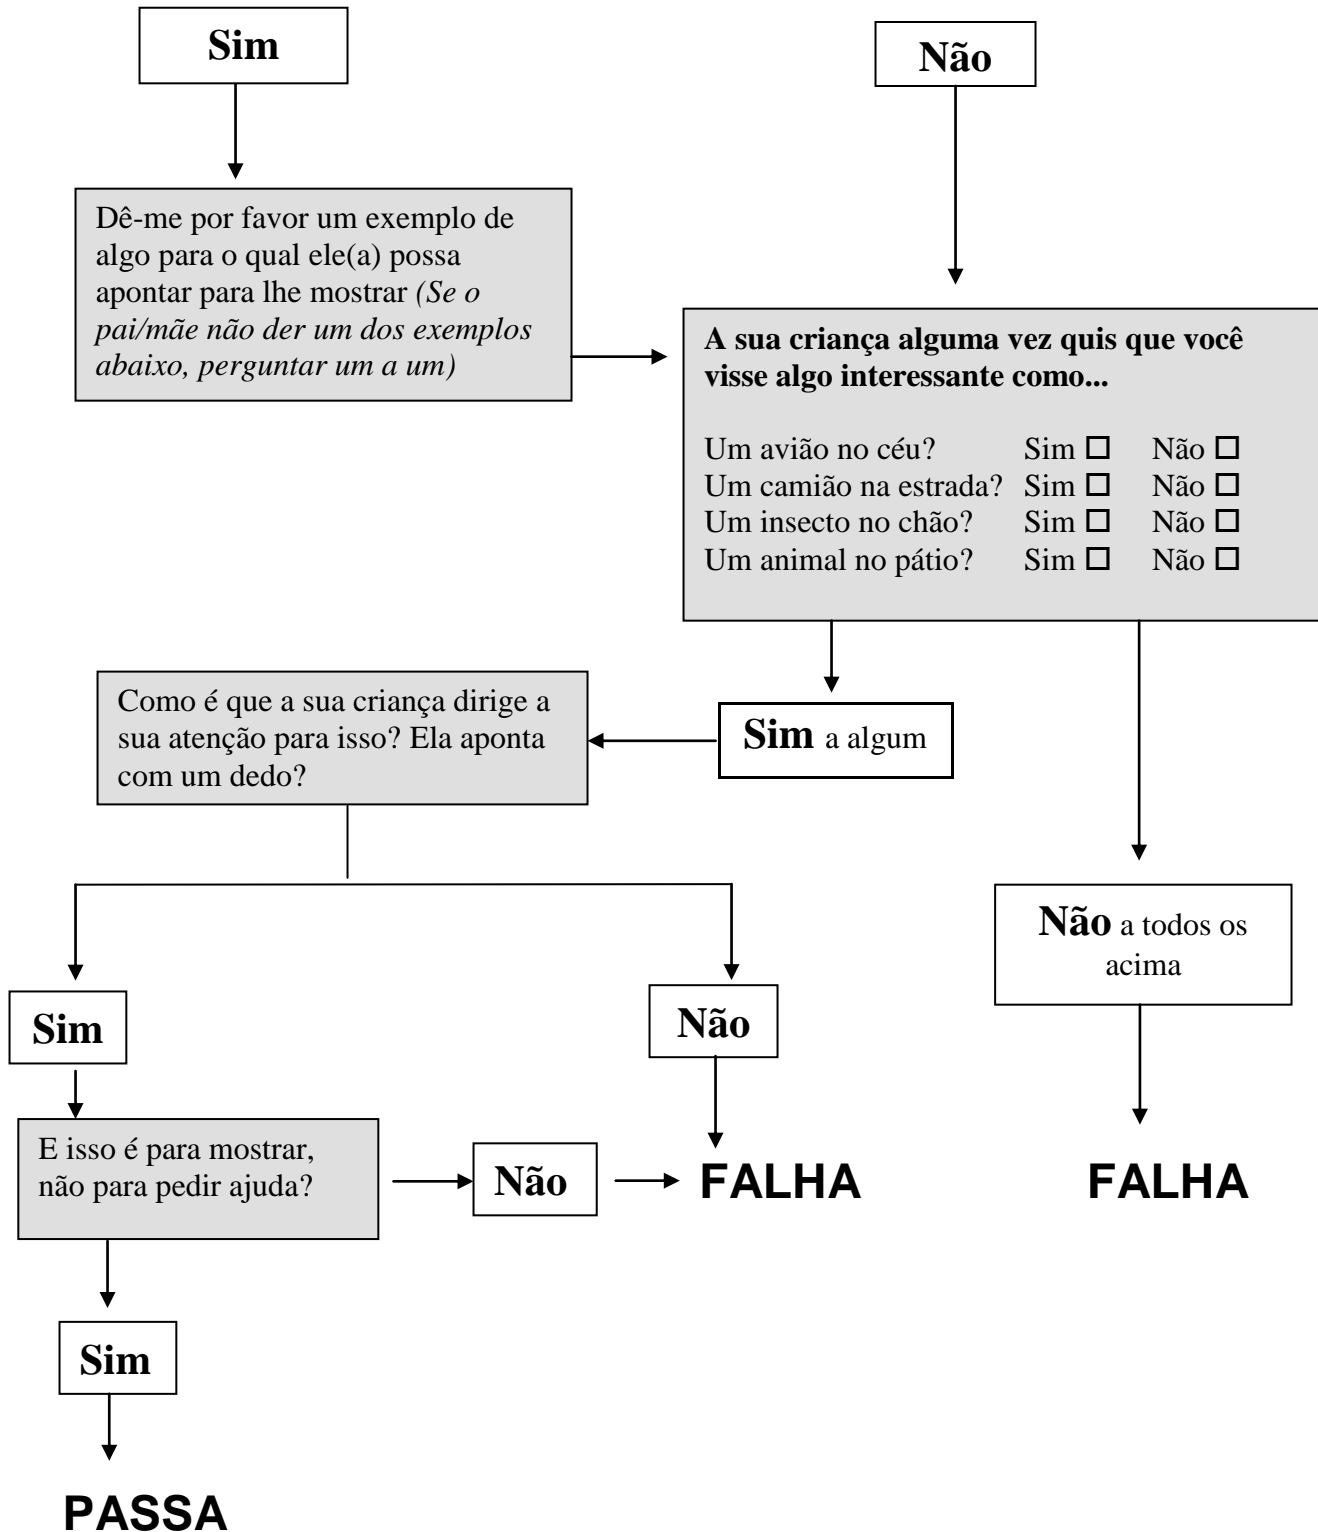 Sim
Não
Dê-me por favor um exemplo de
algo para o qual ele(a) possa
apontar para lhe mostrar (Se o
pai/mãe não der um dos exemplos
abaixo, perguntar um a um)
A sua criança alguma vez quis que você
visse algo interessante como...
Um avião no céu? Sim ☐ Não ☐
Um camião na estrada? Sim ☐ Não ☐
Um insecto no chão? Sim ☐ Não ☐
Um animal no pátio? Sim ☐ Não ☐
Como é que a sua criança dirige a
sua atenção para isso? Ela aponta
com um dedo?
Sim a algum
Não a todos os
acima
Sim
Não
E isso é para mostrar,
não para pedir ajuda?
Não
FALHA
FALHA
Sim
PASSA